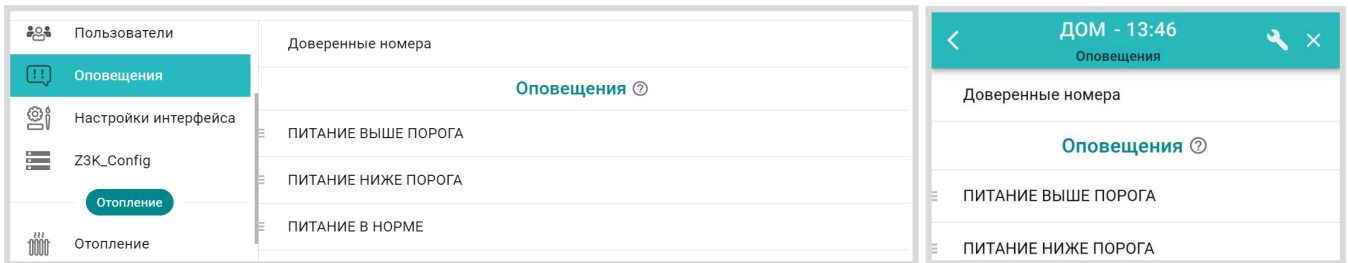 Пользователи
Оповещения
Настройки интерфейса
Z3K_Config
Отопление
Отопление
Доверенные номера
Оповещения
ПИТАНИЕ ВЫШЕ ПОРОГА
ПИТАНИЕ НИЖЕ ПОРОГА
ПИТАНИЕ В НОРМЕ
ДОМ - 13:46
Оповещения
Доверенные номера
Оповещения
ПИТАНИЕ ВЫШЕ ПОРОГА
ПИТАНИЕ НИЖЕ ПОРОГА